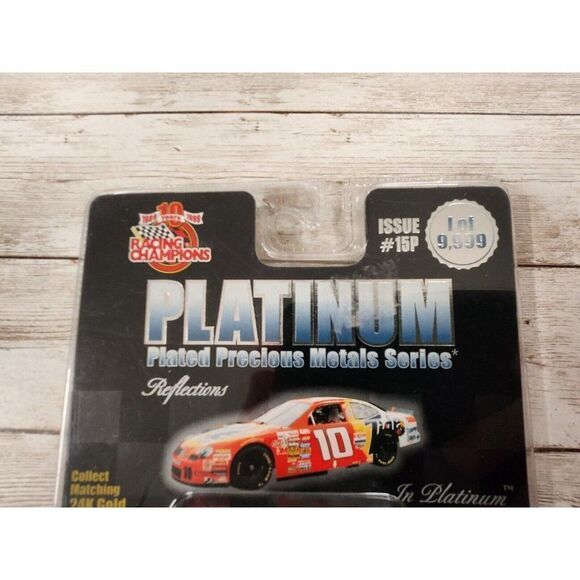 10
1989 YEARS 1999
RACING
CHAMPIONS
ISSUE
#15P
1 of
9,999
PLATINUM
Plated Precious Metals Series*
Reflections
10
Tide
Collect
Matching
24K Gold
In Platinum™